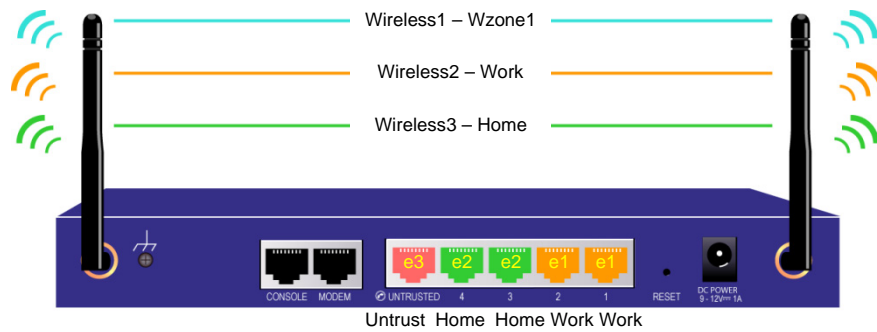 Wireless1 – Wzone1
Wireless2 – Work
Wireless3 – Home
e3 e2 e2 e1 e1
CONSOLE MODEM UNTRUSTED 4 3 2 1 RESET
DC POWER
9 - 12V 1A
Untrust Home Home Work Work